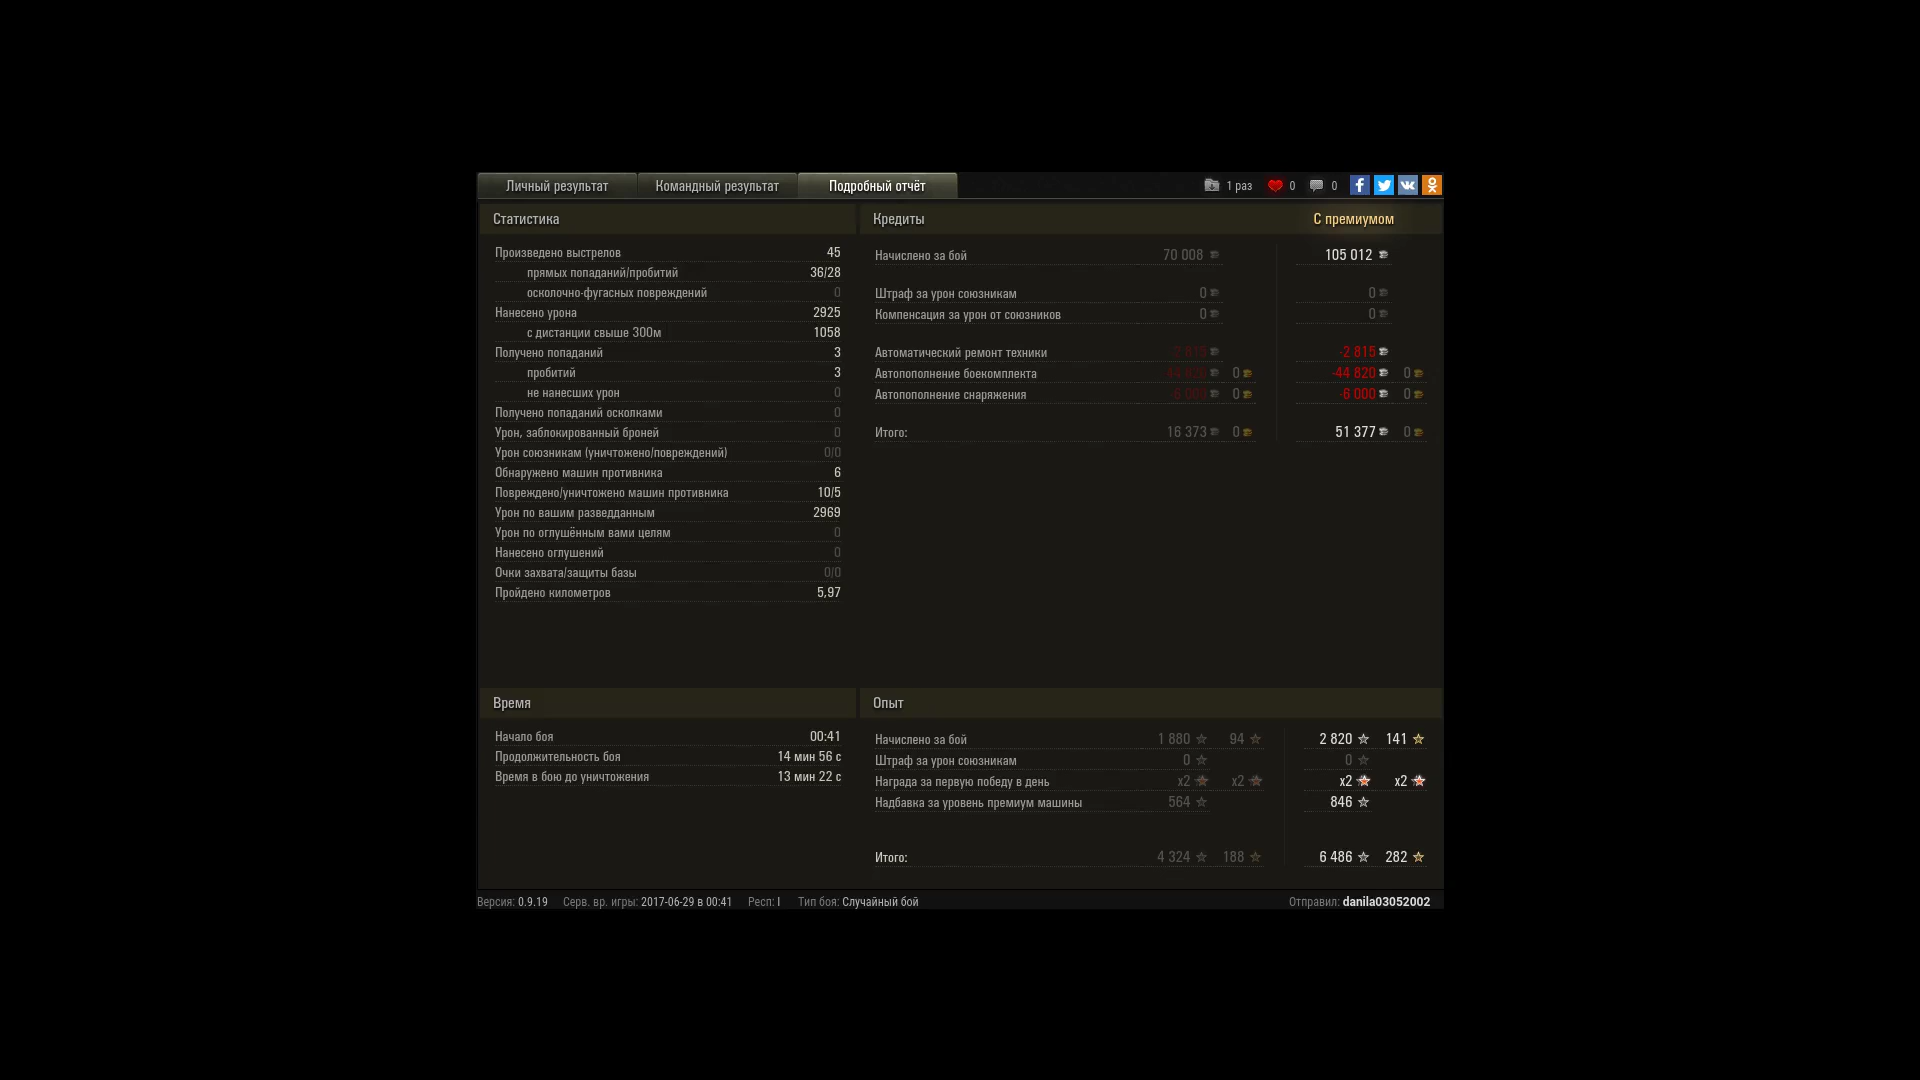 Личный результат
Командный результат
Подробный отчёт
1 раз
0
0
Статистика
Произведено выстрелов 45
прямых попаданий/пробитий 36/28
осколочно-фугасных повреждений 0
Нанесено урона 2925
с дистанции свыше 300м 1058
Получено попаданий 3
пробитий 3
не нанесших урон 0
Получено попаданий осколками 0
Урон, заблокированный броней 0
Урон союзникам (уничтожено/повреждений) 0/0
Обнаружено машин противника 6
Повреждено/уничтожено машин противника 10/5
Урон по вашим разведданным 2969
Урон по оглушённым вами целям 0
Нанесено оглушений 0
Очки захвата/защиты базы 0/0
Пройдено километров 5,97
Кредиты С премиумом
Начислено за бой 70 008 105 012
Штраф за урон союзникам 0 0
Компенсация за урон от союзников 0 0
Автоматический ремонт техники -2 815 -2 815
Автопополнение боекомплекта -44 820 0 -44 820 0
Автопополнение снаряжения -6 000 0 -6 000 0
Итого: 16 373 0 51 377 0
Время
Начало боя 00:41
Продолжительность боя 14 мин 56 с
Время в бою до уничтожения 13 мин 22 с
Опыт
Начислено за бой 1 880 94 2 820 141
Штраф за урон союзникам 0 0
Награда за первую победу в день x2 x2 x2 x2
Надбавка за уровень премиум машины 564 846
Итого: 4 324 188 6 486 282
Версия: 0.9.19 Серв. вр. игры: 2017-06-29 в 00:41 Респ: I Тип боя: Случайный бой Отправил: danila03052002